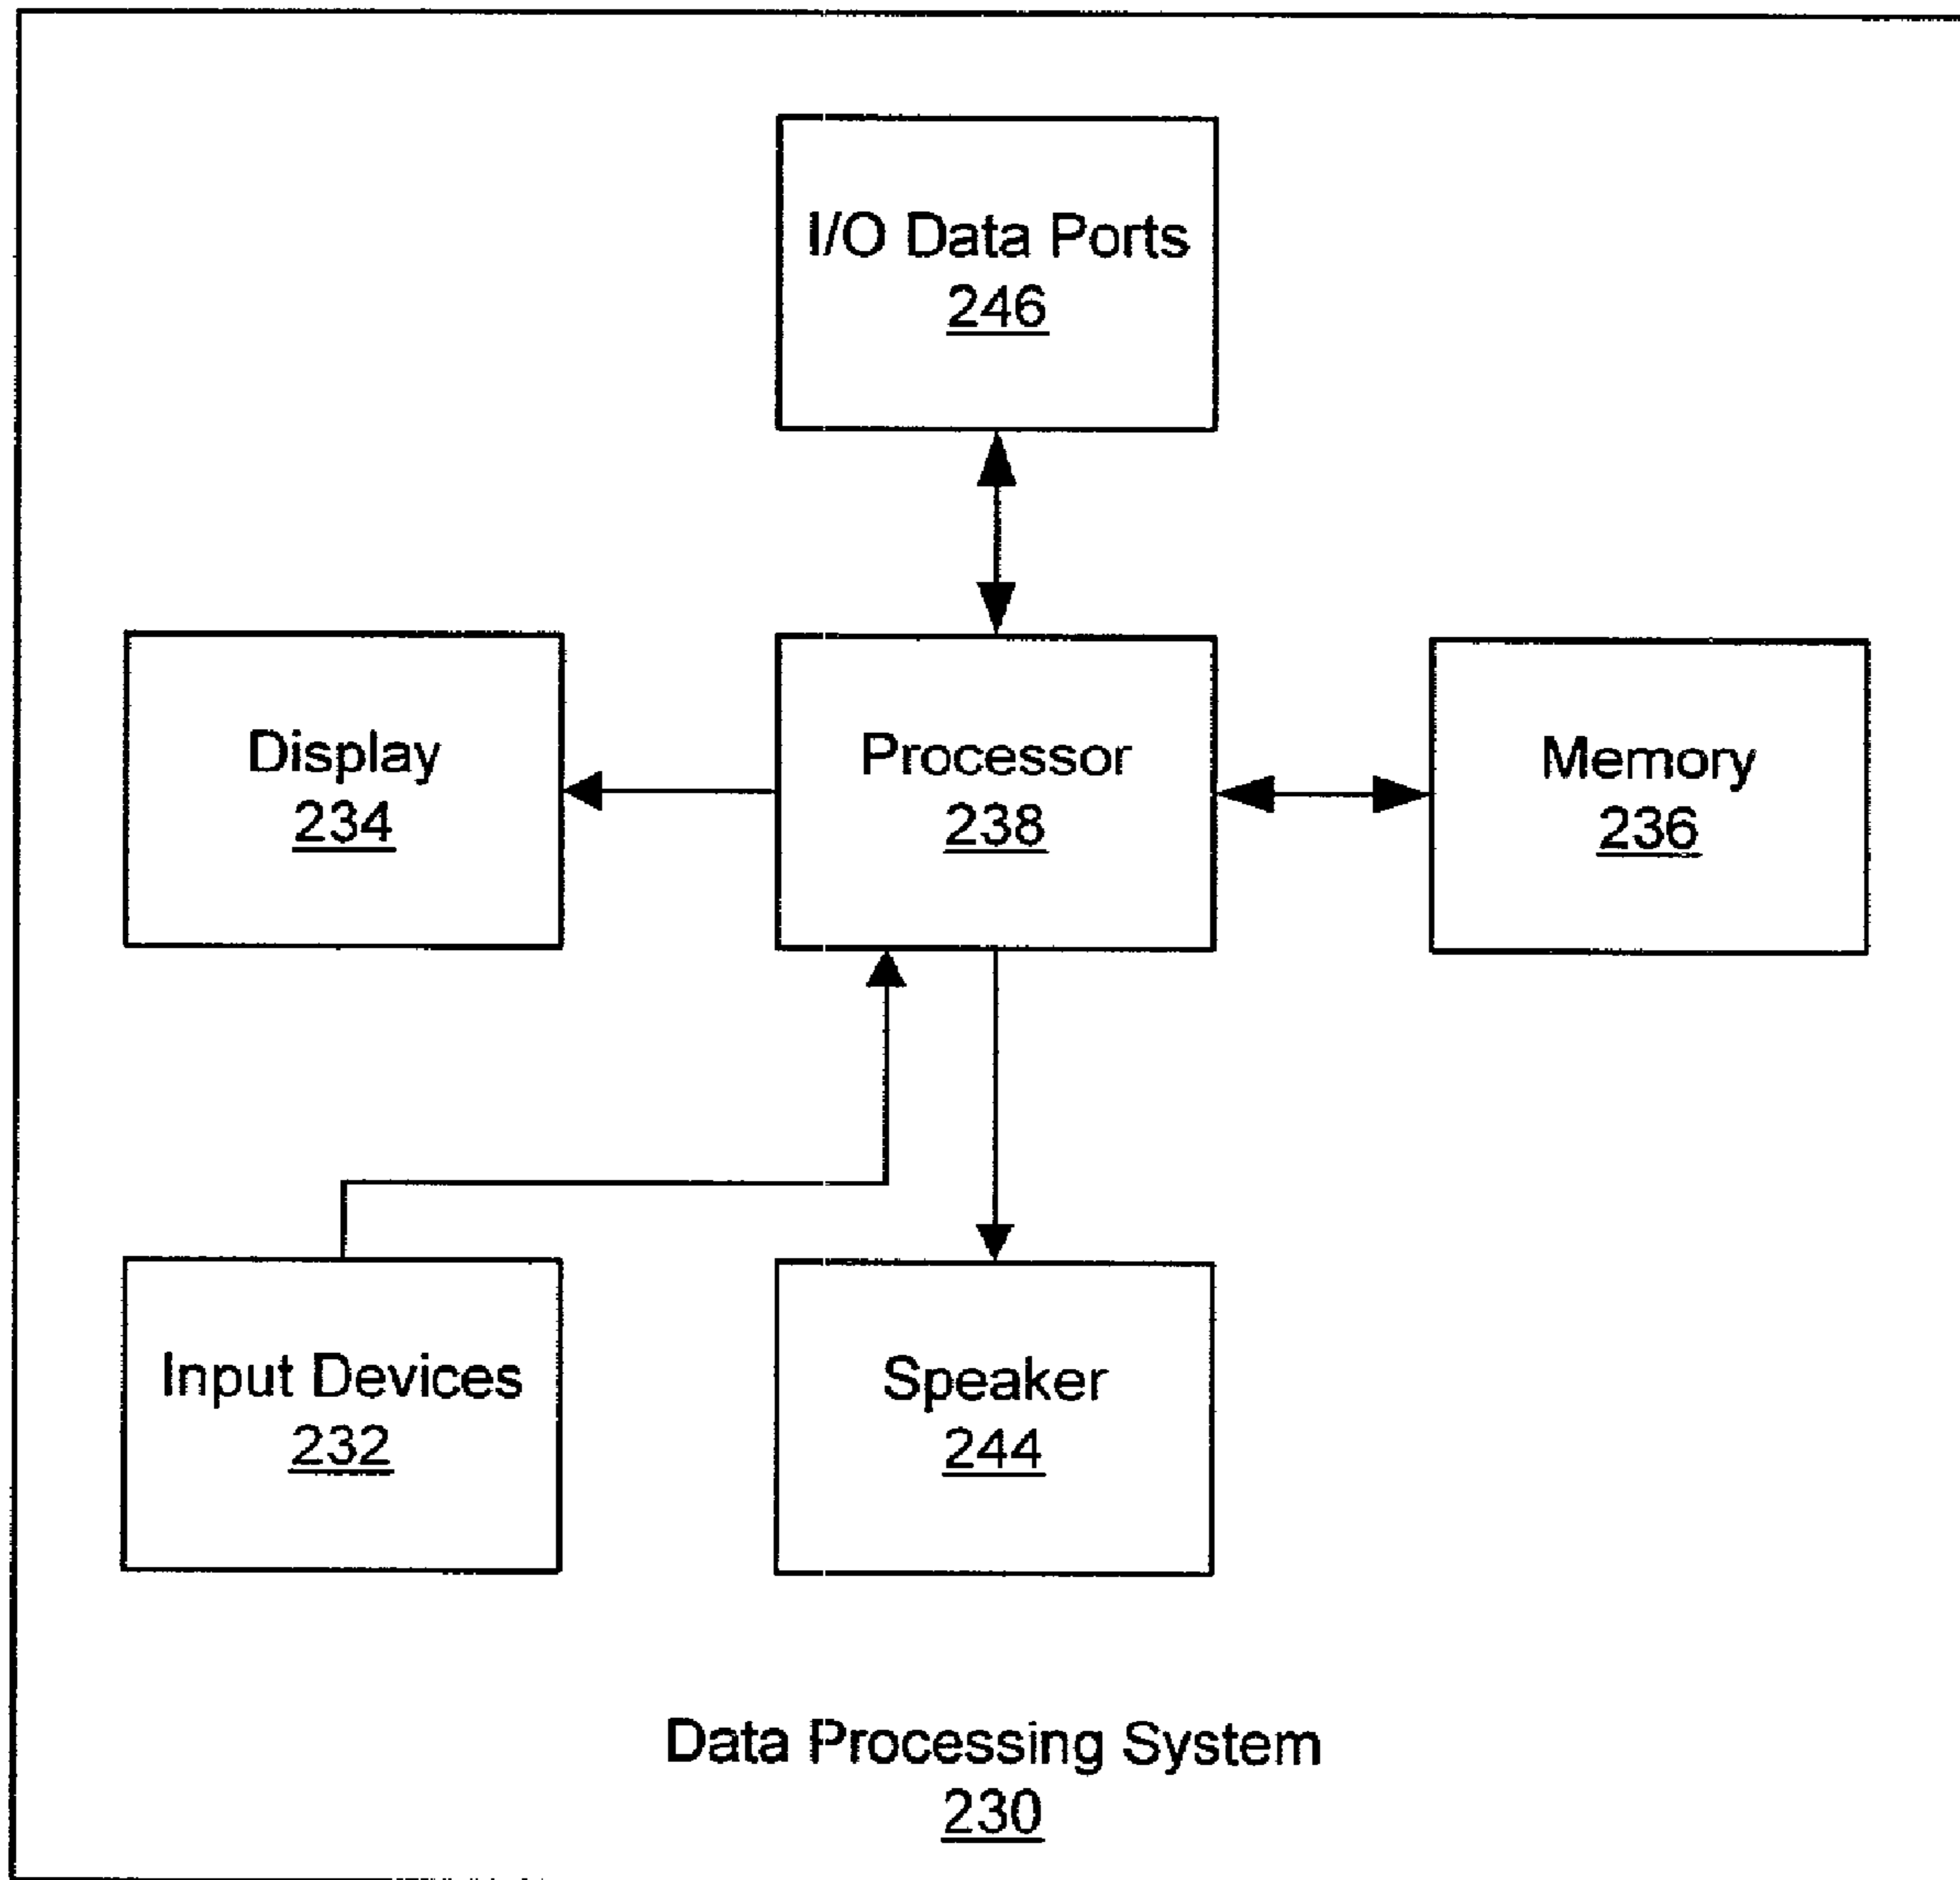 I/O Data Ports
246
Display
234
Processor
238
Memory
236
Input Devices
232
Speaker
244
Data Processing System
230